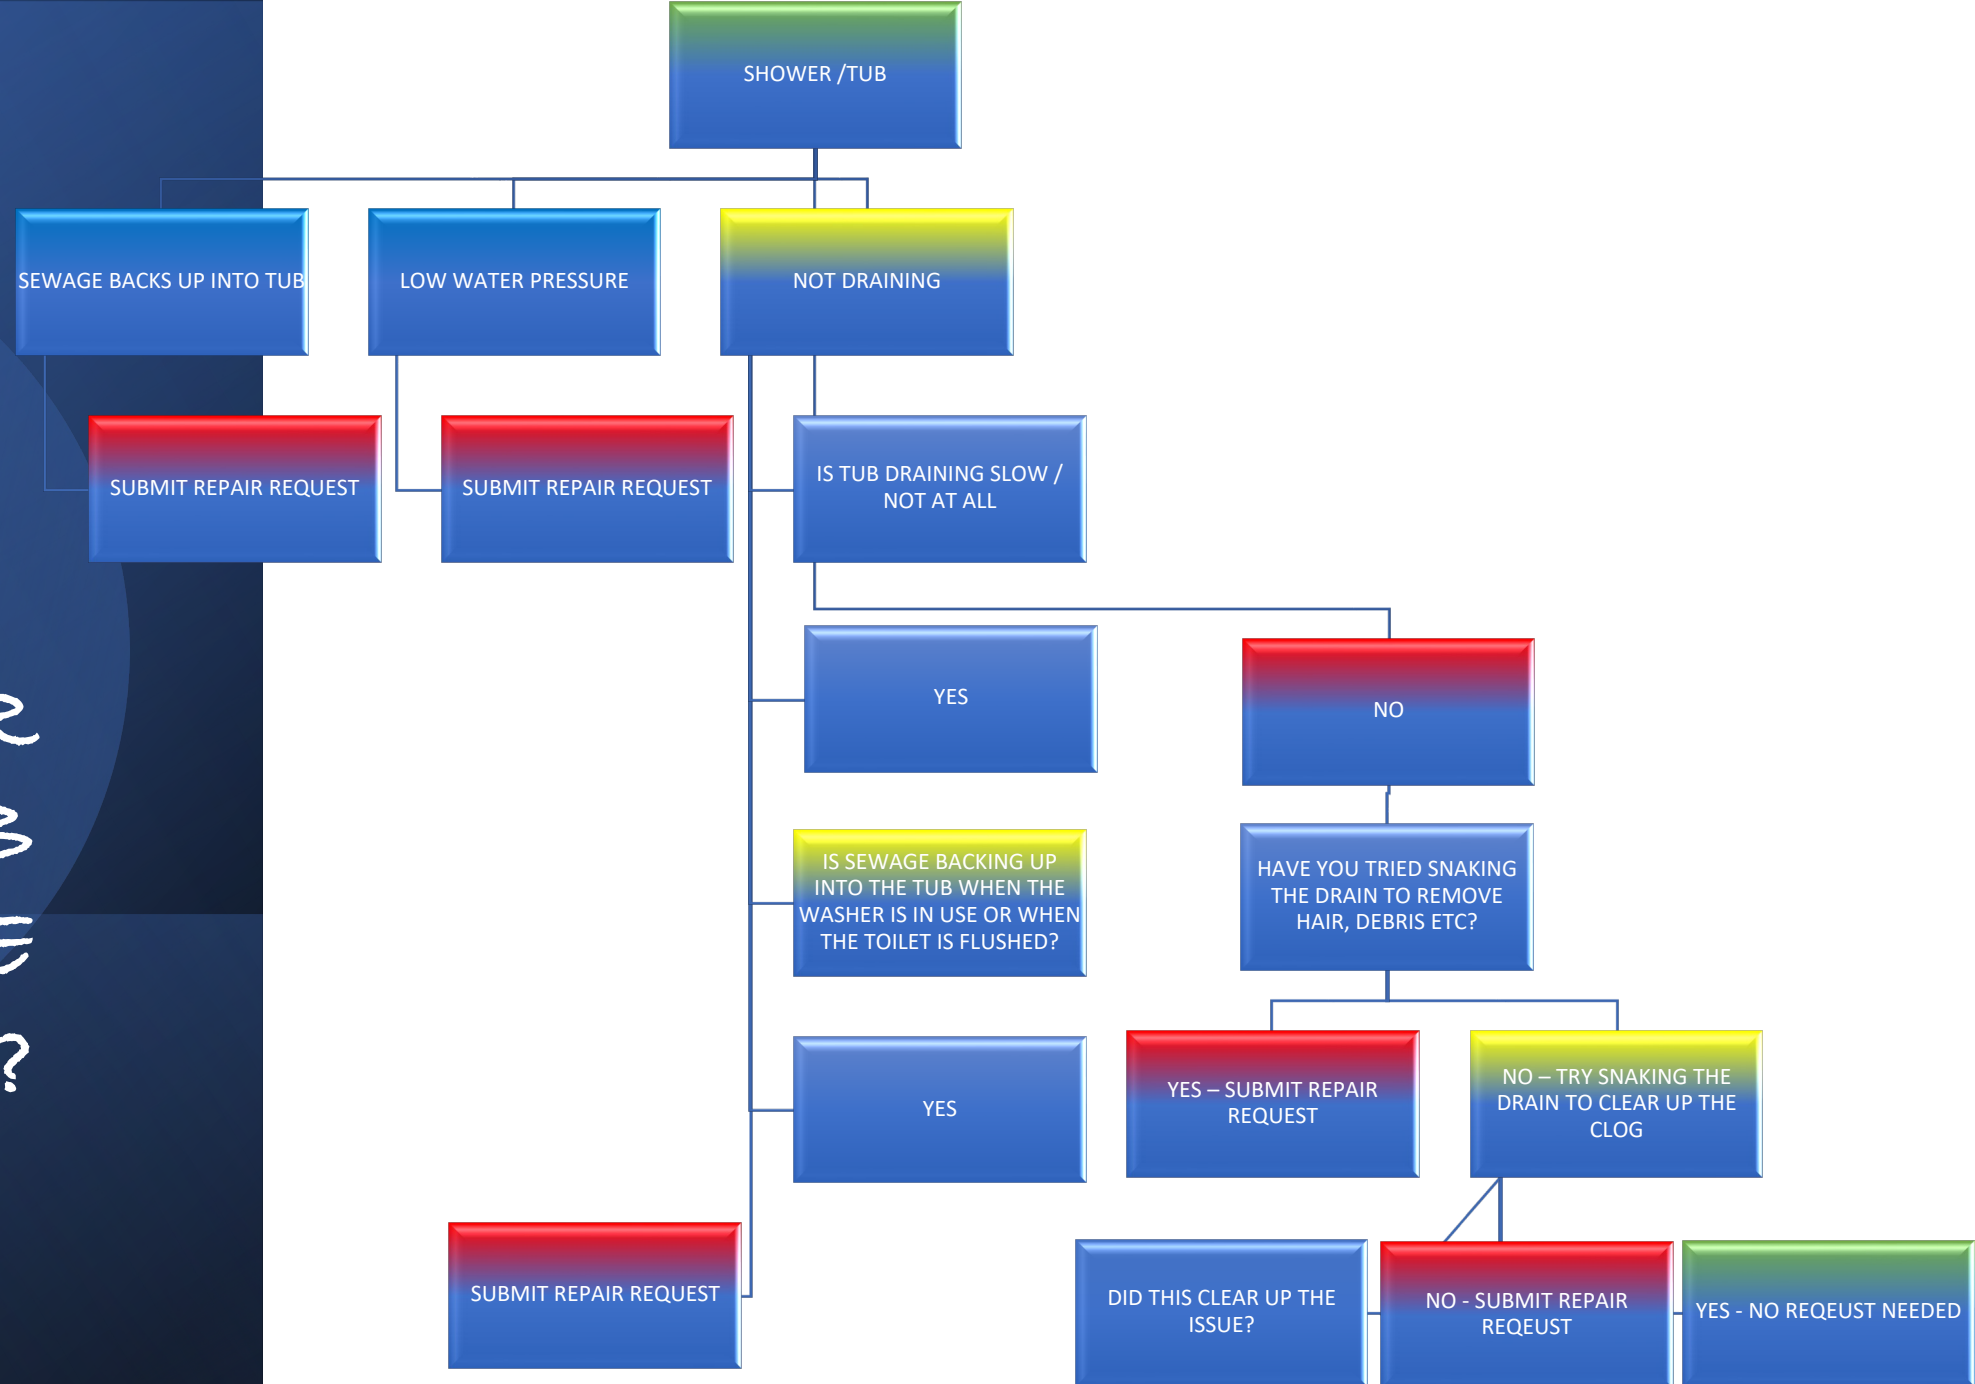 SHOWER /TUB
SEWAGE BACKS UP INTO TUB
LOW WATER PRESSURE
NOT DRAINING
SUBMIT REPAIR REQUEST
SUBMIT REPAIR REQUEST
IS TUB DRAINING SLOW /
NOT AT ALL
YES
NO
IS SEWAGE BACKING UP
INTO THE TUB WHEN THE
WASHER IS IN USE OR WHEN
THE TOILET IS FLUSHED?
HAVE YOU TRIED SNAKING
THE DRAIN TO REMOVE
HAIR, DEBRIS ETC?
YES
YES – SUBMIT REPAIR
REQUEST
NO – TRY SNAKING THE
DRAIN TO CLEAR UP THE
CLOG
SUBMIT REPAIR REQUEST
DID THIS CLEAR UP THE
ISSUE?
NO - SUBMIT REPAIR
REQEUST
YES - NO REQEUST NEEDED
?